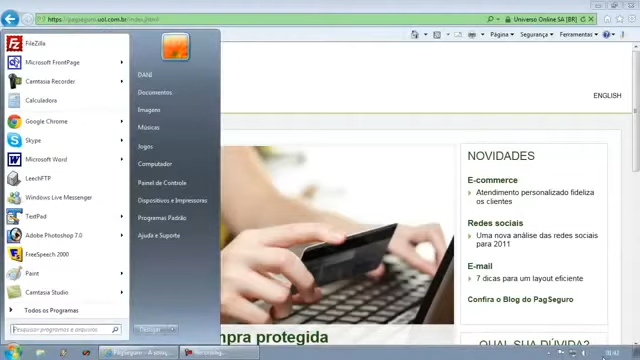 https://pagseguro.uol.com.br/index.jhtml
Universo Online SA [BR]
Página
Segurança
Ferramentas
FileZilla
Microsoft FrontPage
Camtasia Recorder
Calculadora
Google Chrome
Skype
Microsoft Word
LeechFTP
Windows Live Messenger
TextPad
Adobe Photoshop 7.0
FreeSpeech 2000
Paint
Camtasia Studio
Todos os Programas
Pesquisar programas e arquivos
DANI
Documentos
Imagens
Músicas
Jogos
Computador
Painel de Controle
Dispositivos e Impressoras
Programas Padrão
Ajuda e Suporte
Desligar
ENGLISH
NOVIDADES
E-commerce
Atendimento personalizado fideliza
os clientes
Redes sociais
Uma nova análise das redes sociais
para 2011
E-mail
7 dicas para um layout eficiente
Confira o Blog do PagSeguro
mpra protegida
QUAL SUA DÚVIDA?